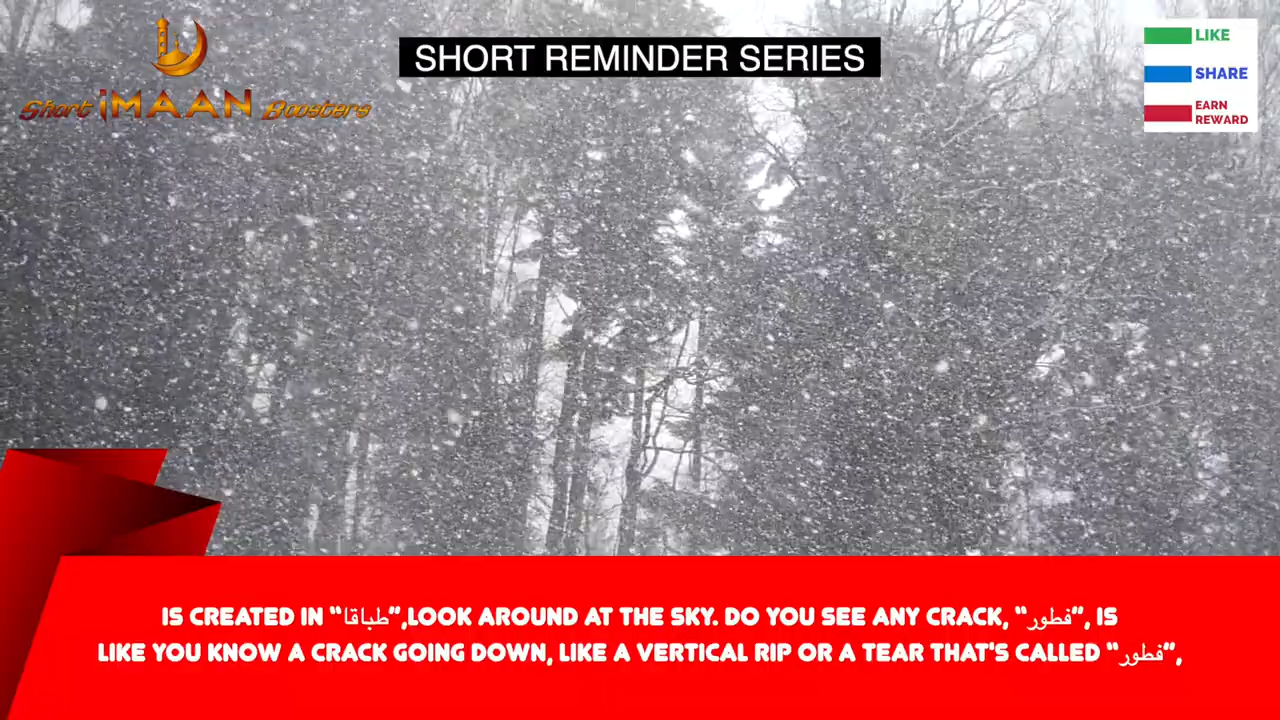 SHORT REMINDER SERIES
Short iMAAN Boosters
LIKE
SHARE
EARN
REWARD
IS CREATED IN “طباقا”,LOOK AROUND AT THE SKY. DO YOU SEE ANY CRACK, “فطور”, IS
LIKE YOU KNOW A CRACK GOING DOWN, LIKE A VERTICAL RIP OR A TEAR THAT'S CALLED “فطور”,